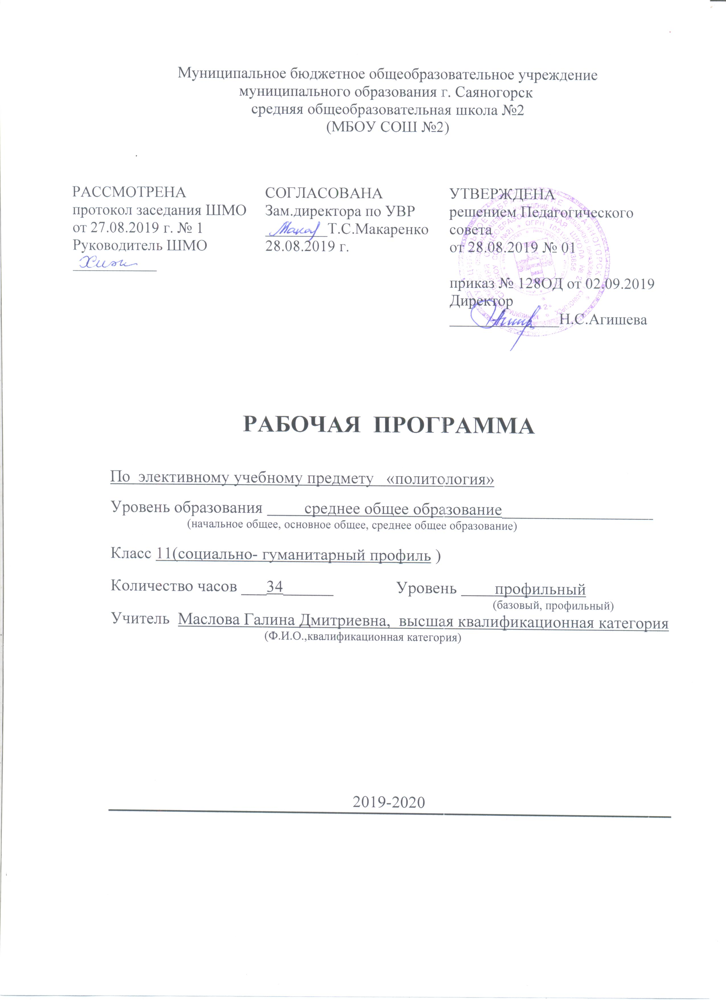 Муниципальное бюджетное общеобразовательное учреждение
муниципального образования г. Саяногорск
средняя общеобразовательная школа №2
(МБОУ СОШ №2)
РАССМОТРЕНА
протокол заседания ШМО
от 27.08.2019 г. № 1
Руководитель ШМО
СОГЛАСОВАНА
Зам.директора по УВР
Т.С.Макаренко
28.08.2019 г.
УТВЕРЖДЕНА
решением Педагогического
совета
от 28.08.2019 № 01
приказ № 128ОД от 02.09.2019
Директор
Н.С.Агишева
РАБОЧАЯ ПРОГРАММА
По элективному учебному предмету «политология»
Уровень образования среднее общее образование
(начальное общее, основное общее, среднее общее образование)
Класс 11(социально- гуманитарный профиль )
Количество часов 34 Уровень профильный
(базовый, профильный)
Учитель Маслова Галина Дмитриевна, высшая квалификационная категория
(Ф.И.О.,квалификационная категория)
2019-2020